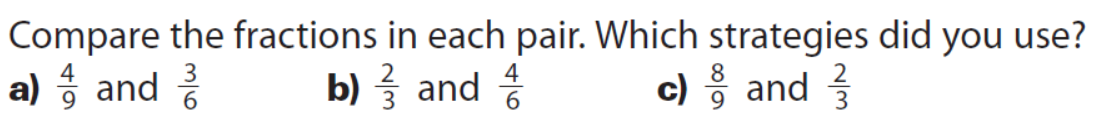 Compare the fractions in each pair. Which strategies did you use?
a) 4/9 and 3/6 b) 2/3 and 4/6 c) 8/9 and 2/3